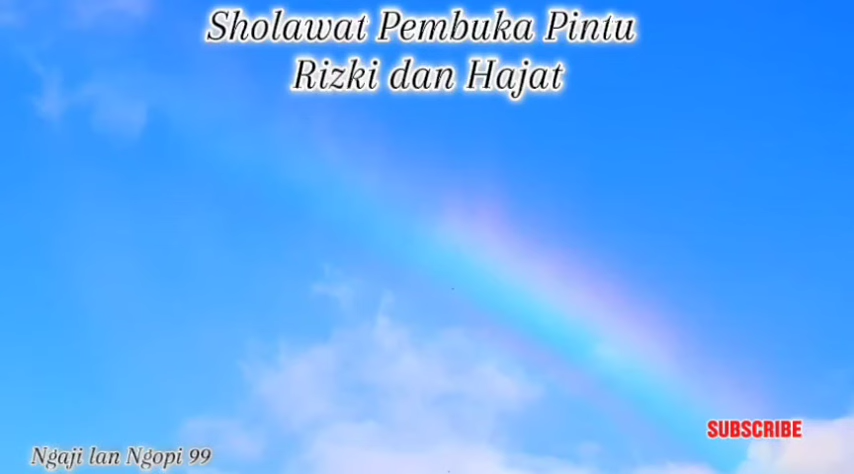 Sholawat Pembuka Pintu
Rizki dan Hajat
SUBSCRIBE
Ngaji lan Ngopi 99